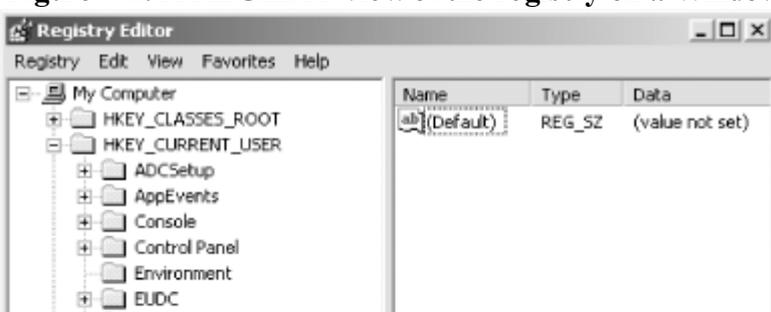 Registry Editor
Registry Edit View Favorites Help
My Computer
HKEY_CLASSES_ROOT
HKEY_CURRENT_USER
ADCSetup
AppEvents
Console
Control Panel
Environment
EUDC
Name Type Data
(Default) REG_SZ (value not set)